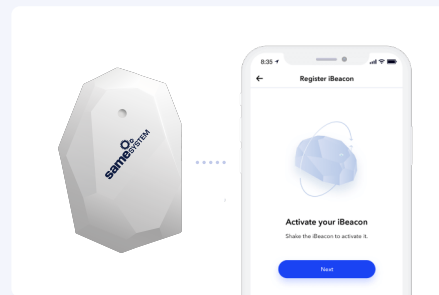 same SYSTEM
8:35
Register iBeacon
Activate your iBeacon
Shake the iBeacon to activate it.
Next